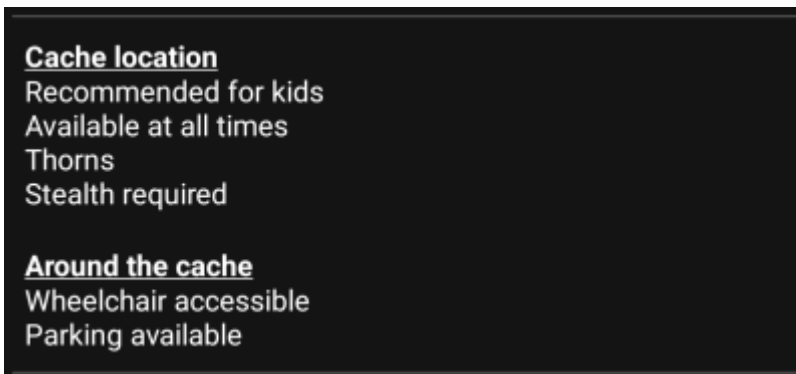 Cache location
Recommended for kids
Available at all times
Thorns
Stealth required
Around the cache
Wheelchair accessible
Parking available